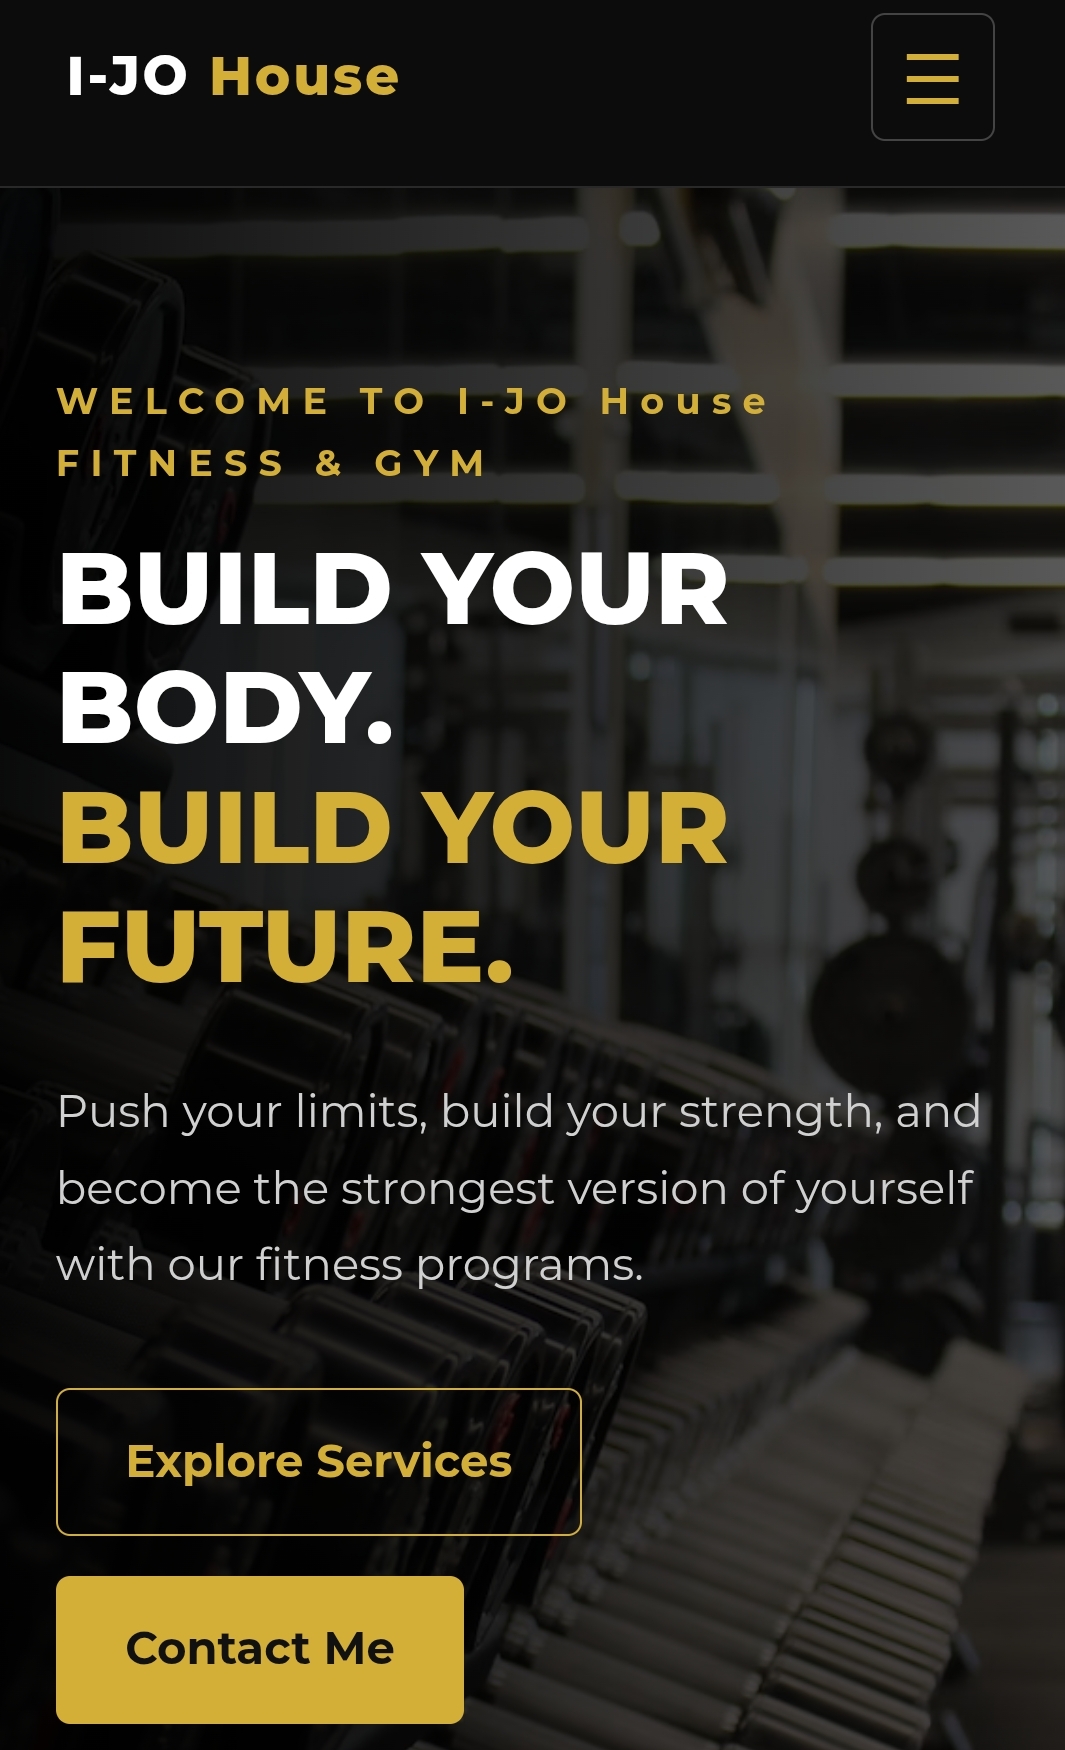 I-JO House
WELCOME TO I-JO House
FITNESS & GYM
BUILD YOUR
BODY.
BUILD YOUR
FUTURE.
Push your limits, build your strength, and
become the strongest version of yourself
with our fitness programs.
Explore Services
Contact Me